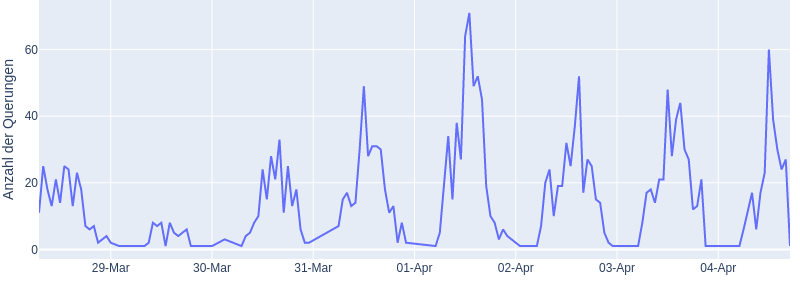 Anzahl der Querungen
60
40
20
0
29-Mar
30-Mar
31-Mar
01-Apr
02-Apr
03-Apr
04-Apr